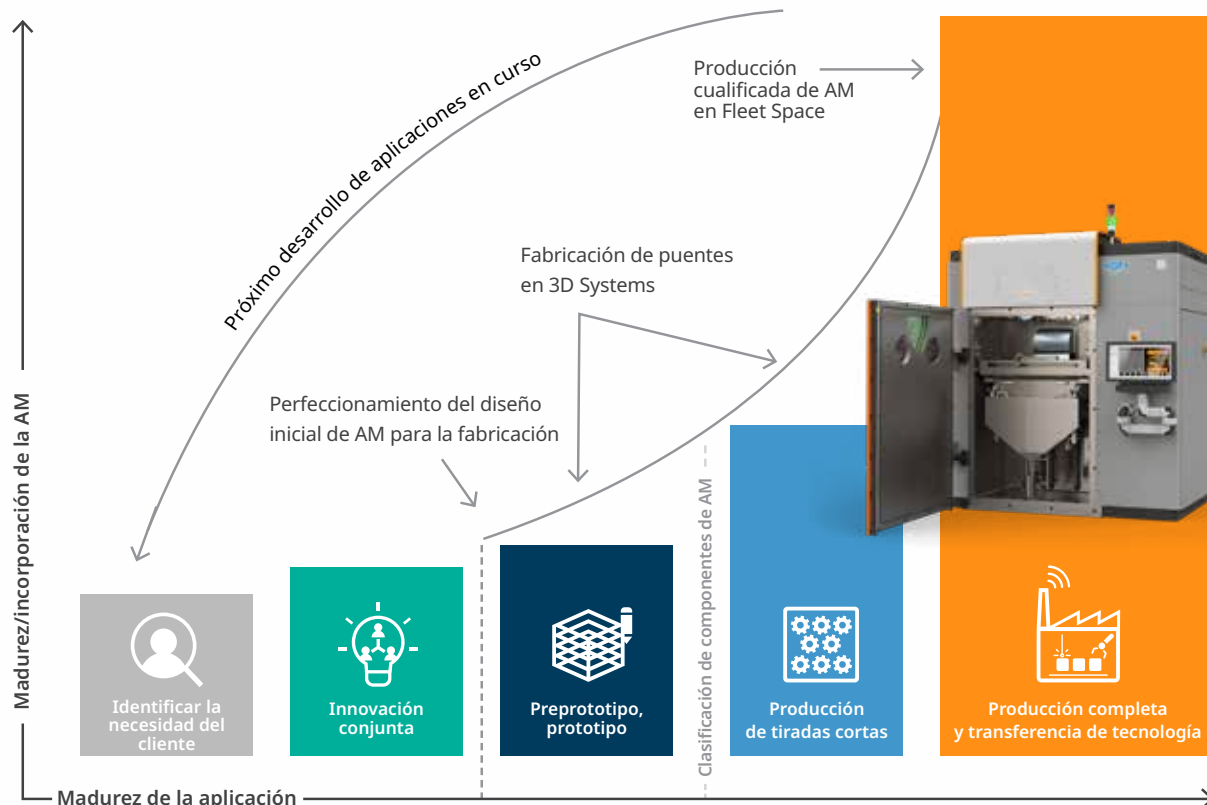 Producción
cualificada de AM
en Fleet Space
Próximo desarrollo de aplicaciones en curso
Fabricación de puentes
en 3D Systems
Perfeccionamiento del diseño
inicial de AM para la fabricación
Madurez/incorporación de la AM
Clasificación de componentes de AM
Identificar la
necesidad del
cliente
Innovación
conjunta
Preprototipo,
prototipo
Producción
de tiradas cortas
Producción completa
y transferencia de tecnología
Madurez de la aplicación